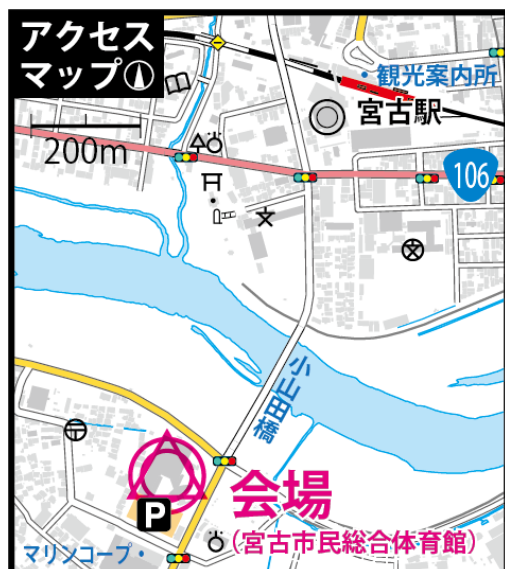 アクセス
マップ
・観光案内所
宮古駅
200m
106
小山田橋
会場
P
(宮古市民総合体育館)
マリンコープ・